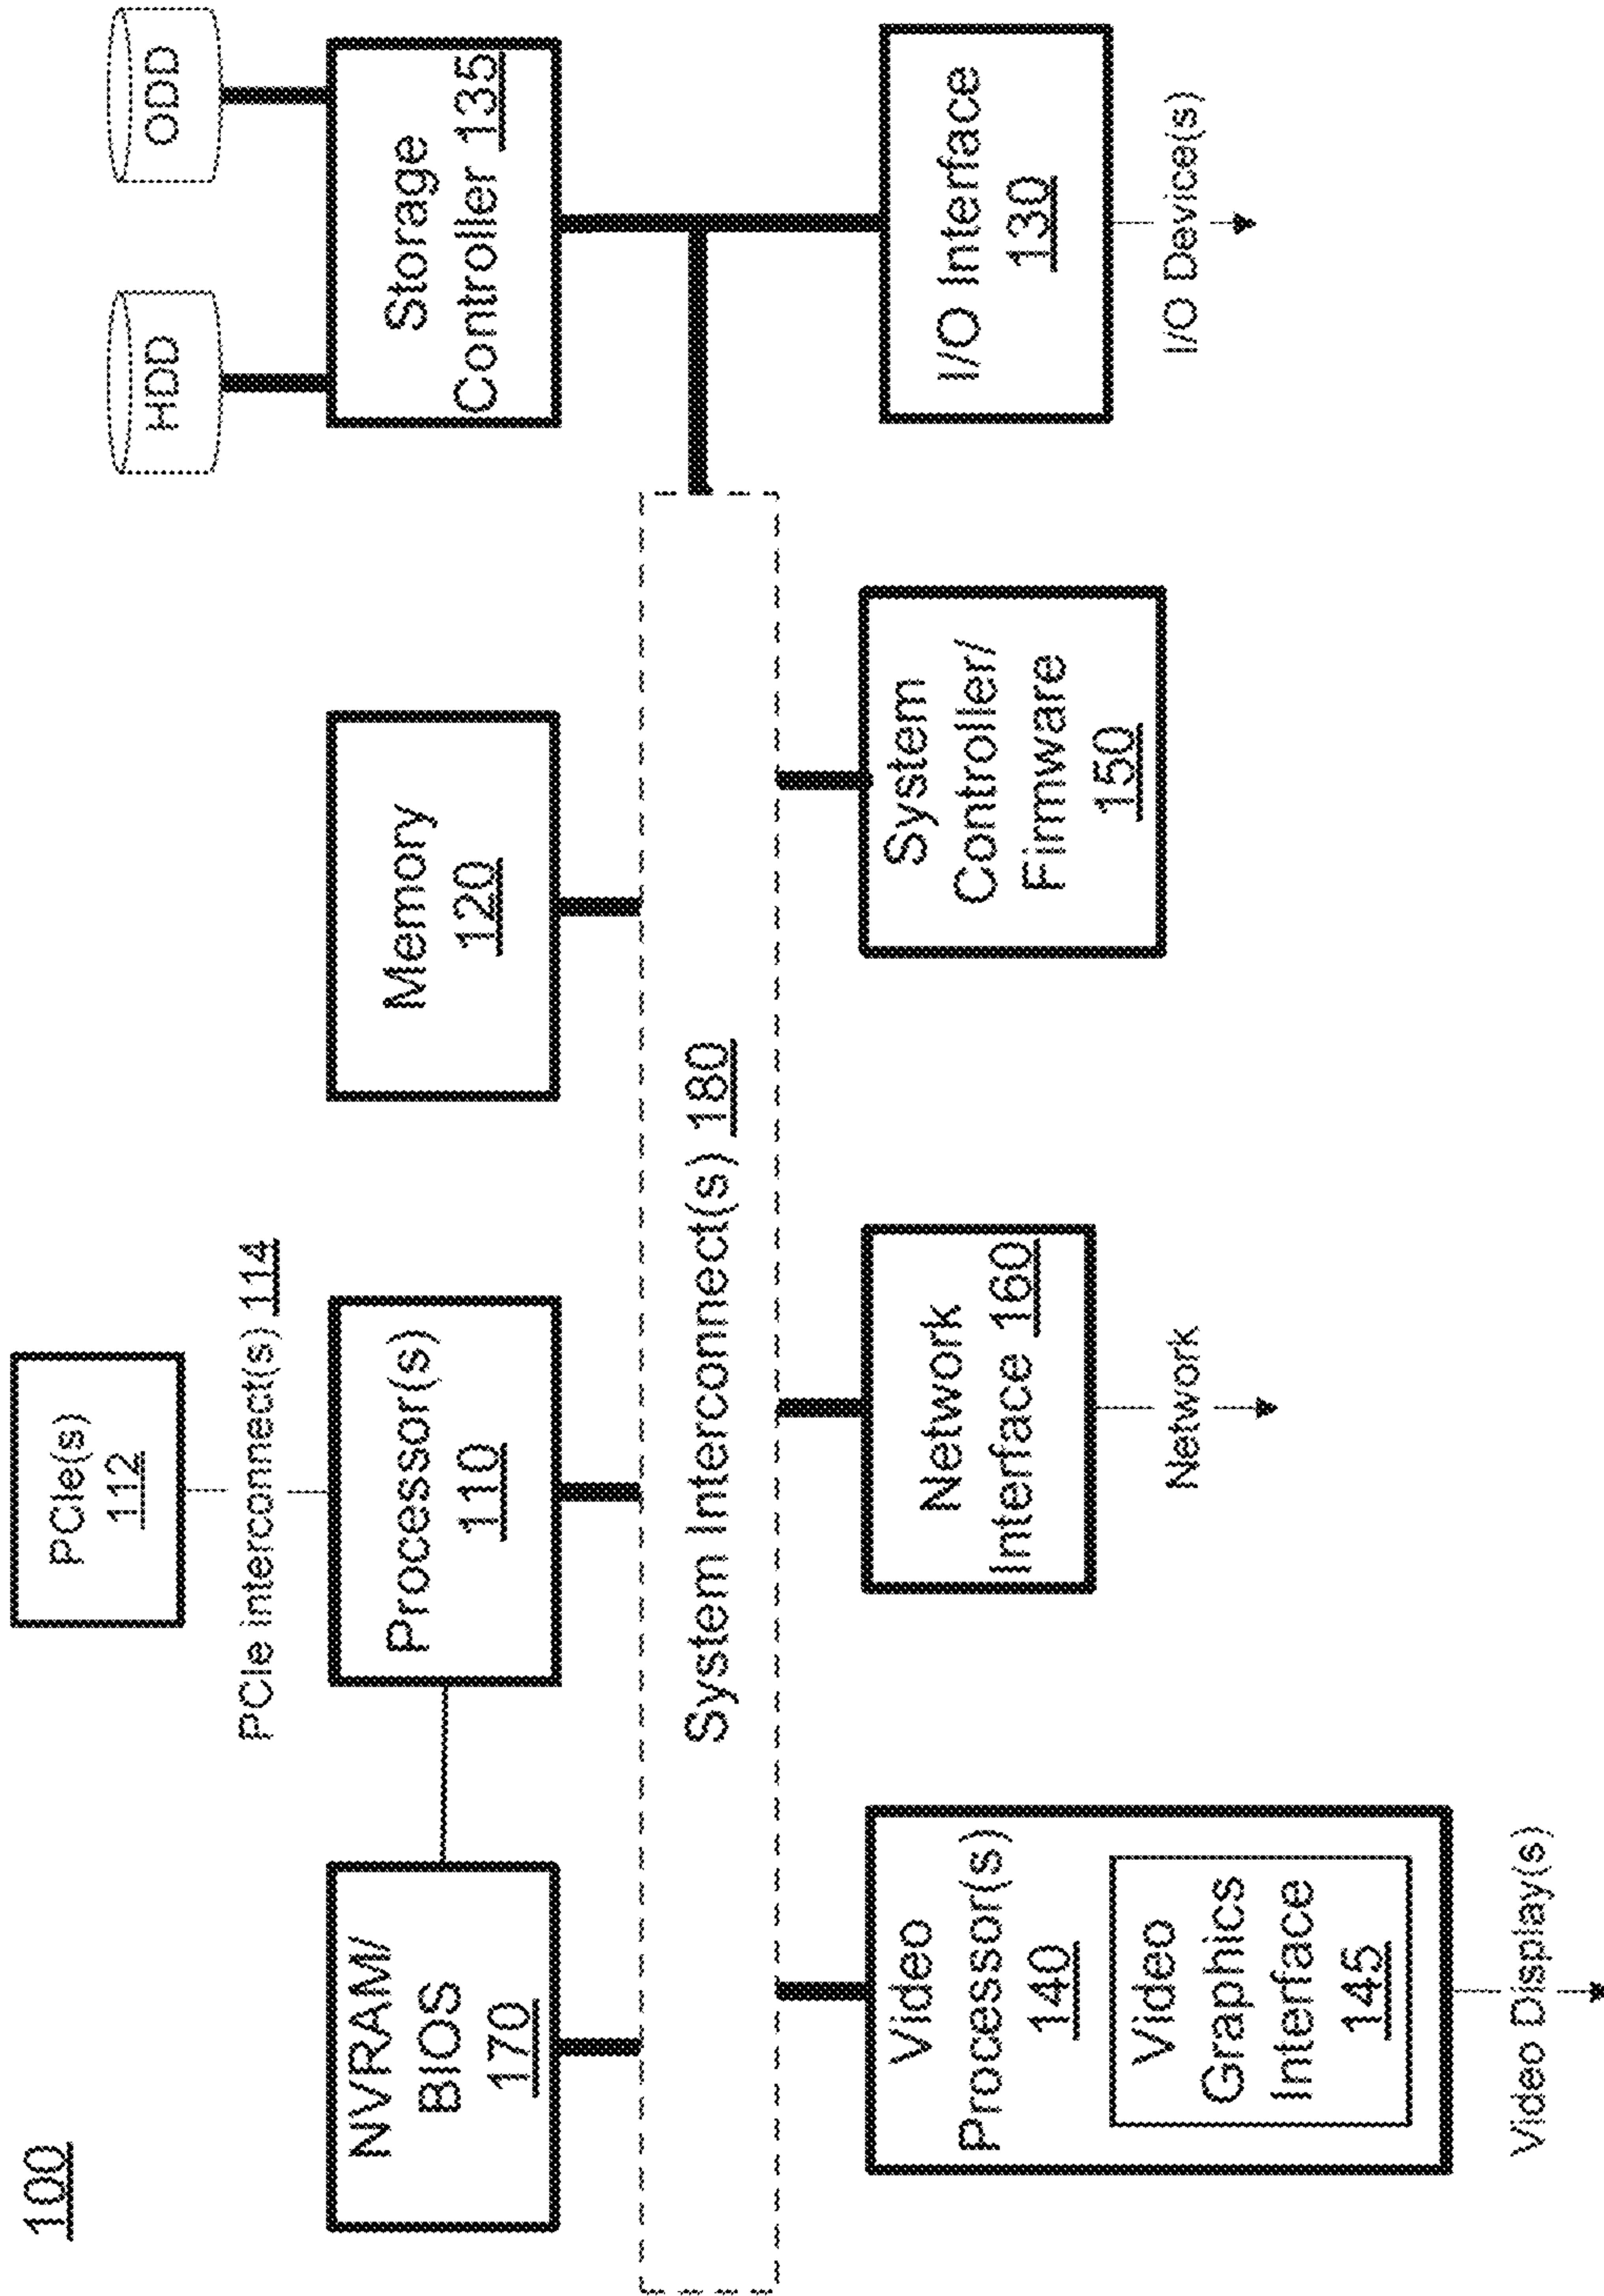 100
PCIe(s)
112
PCIe interconnect(s) 114
HDD
ODD
NVRAM/
BIOS
170
Processor(s)
110
Memory
120
Storage
Controller 135
System Interconnect(s) 180
Video
Processor(s)
140
Video
Graphics
Interface
145
Network
Interface 160
System
Controller/
Firmware
150
I/O Interface
130
Video Display(s)
Network
I/O Device(s)